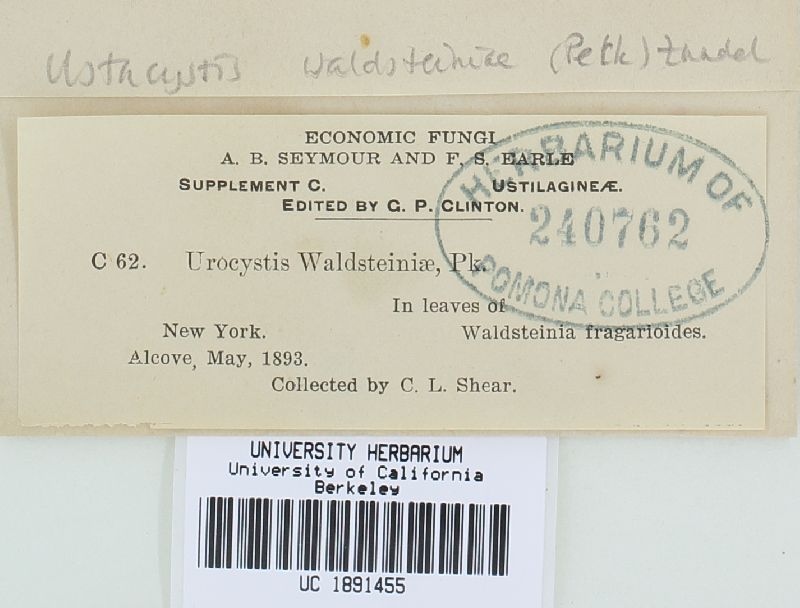 Ustacystis waldsteiniae (Peck) Zundel
ECONOMIC FUNGI
A. B. SEYMOUR AND F. S. EARLE
SUPPLEMENT C. USTILAGINEÆ.
EDITED BY G. P. CLINTON.
HERBARIUM OF
240762
POMONA COLLEGE
C 62. Urocystis Waldsteiniæ, Pk.
In leaves of
New York. Waldsteinia fragarioides.
Alcove, May, 1893.
Collected by C. L. Shear.
UNIVERSITY HERBARIUM
University of California
Berkeley
UC 1891455